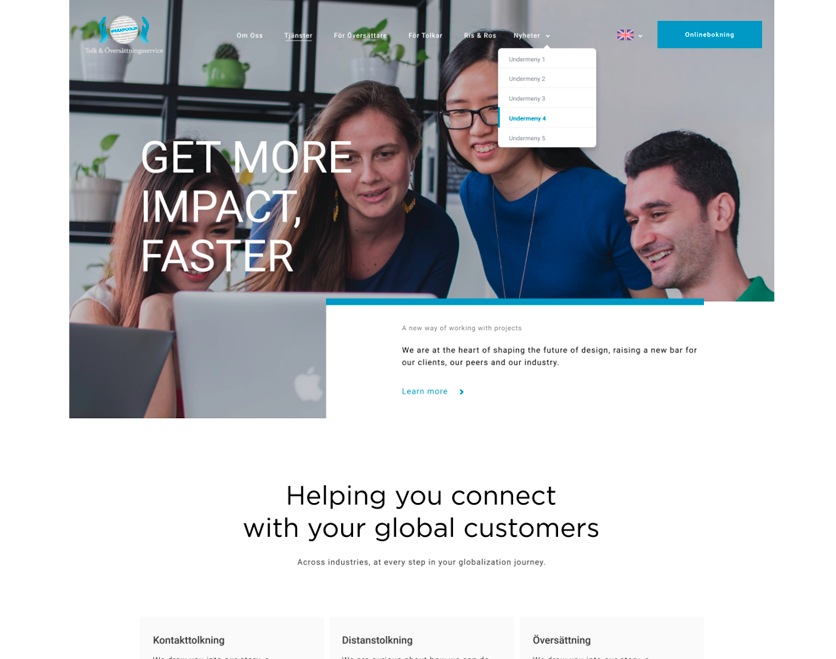 SPRÅKPOOLEN
Tolk & Översättningsservice
Om Oss
Tjänster
För Översättare
För Tolkar
Ris & Ros
Nyheter
Onlinebokning
Undermeny 1
Undermeny 2
Undermeny 3
Undermeny 4
Undermeny 5
GET MORE
IMPACT,
FASTER
A new way of working with projects
We are at the heart of shaping the future of design, raising a new bar for
our clients, our peers and our industry.
Learn more
Helping you connect
with your global customers
Across industries, at every step in your globalization journey.
Kontakttolkning
Distanstolkning
Översättning